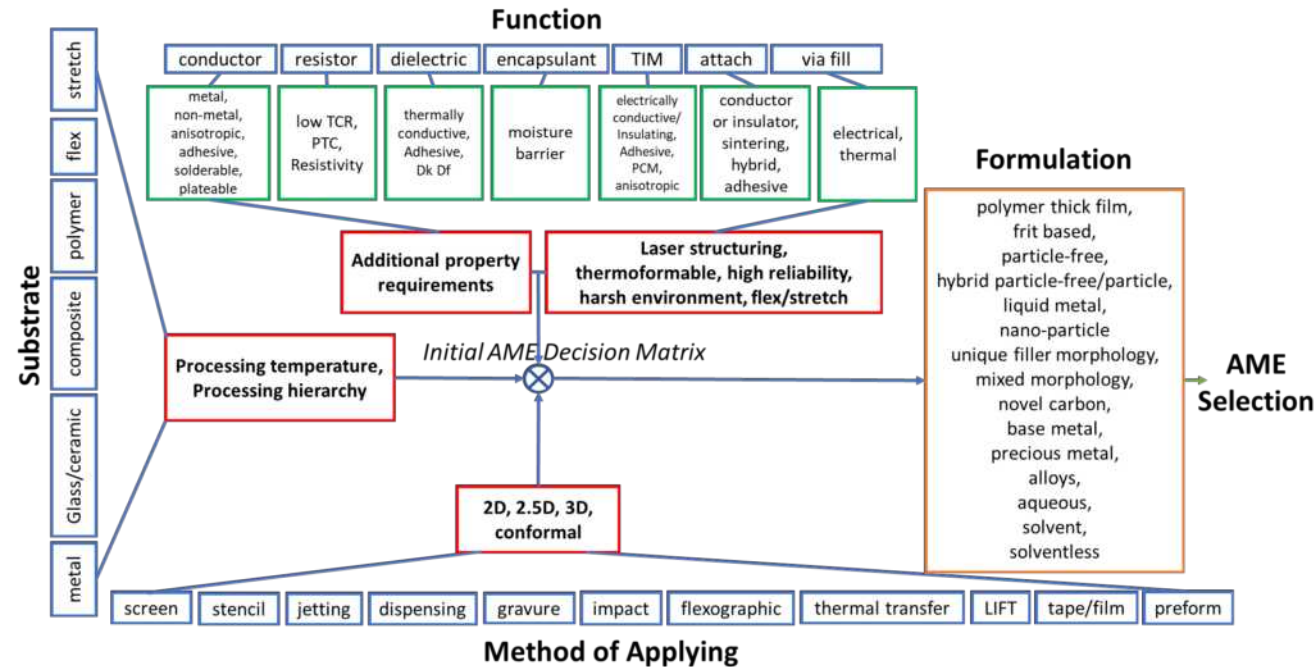 Function
conductor
resistor
dielectric
encapsulant
TIM
attach
via fill
metal,
non-metal,
anisotropic,
adhesive,
solderable,
plateable
low TCR,
PTC,
Resistivity
thermally
conductive,
Adhesive,
Dk Df
moisture
barrier
electrically
conductive/
Insulating,
Adhesive,
PCM,
anisotropic
conductor
or insulator,
sintering,
hybrid,
adhesive
electrical,
thermal
Substrate
stretch
flex
polymer
composite
Glass/ceramic
metal
Additional property
requirements
Laser structuring,
thermoformable, high reliability,
harsh environment, flex/stretch
Processing temperature,
Processing hierarchy
Initial AME Decision Matrix
2D, 2.5D, 3D,
conformal
Formulation
polymer thick film,
frit based,
particle-free,
hybrid particle-free/particle,
liquid metal,
nano-particle
unique filler morphology,
mixed morphology,
novel carbon,
base metal,
precious metal,
alloys,
aqueous,
solvent,
solventless
AME
Selection
screen
stencil
jetting
dispensing
gravure
impact
flexographic
thermal transfer
LIFT
tape/film
preform
Method of Applying